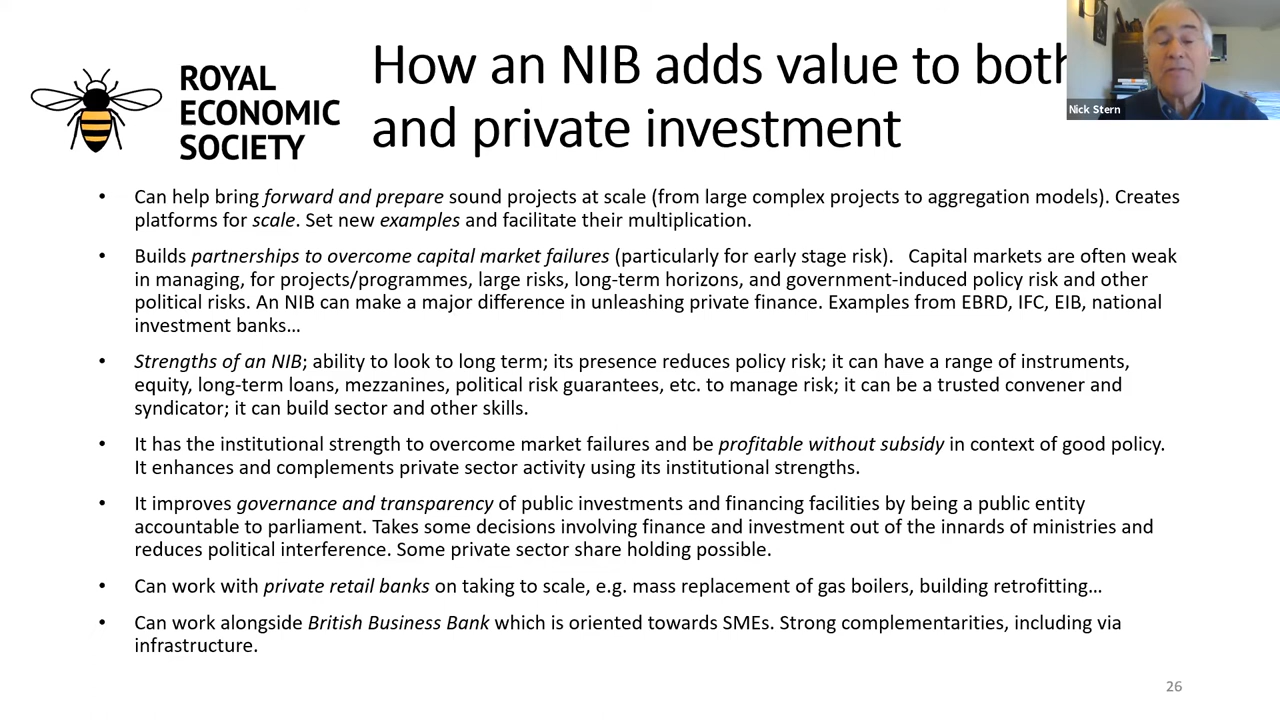 ROYAL
ECONOMIC
SOCIETY
How an NIB adds value to both
and private investment
Nick Stern
• Can help bring forward and prepare sound projects at scale (from large complex projects to aggregation models). Creates
platforms for scale. Set new examples and facilitate their multiplication.
• Builds partnerships to overcome capital market failures (particularly for early stage risk). Capital markets are often weak
in managing, for projects/programmes, large risks, long-term horizons, and government-induced policy risk and other
political risks. An NIB can make a major difference in unleashing private finance. Examples from EBRD, IFC, EIB, national
investment banks…
• Strengths of an NIB; ability to look to long term; its presence reduces policy risk; it can have a range of instruments,
equity, long-term loans, mezzanines, political risk guarantees, etc. to manage risk; it can be a trusted convener and
syndicator; it can build sector and other skills.
• It has the institutional strength to overcome market failures and be profitable without subsidy in context of good policy.
It enhances and complements private sector activity using its institutional strengths.
• It improves governance and transparency of public investments and financing facilities by being a public entity
accountable to parliament. Takes some decisions involving finance and investment out of the innards of ministries and
reduces political interference. Some private sector share holding possible.
• Can work with private retail banks on taking to scale, e.g. mass replacement of gas boilers, building retrofitting…
• Can work alongside British Business Bank which is oriented towards SMEs. Strong complementarities, including via
infrastructure.
26